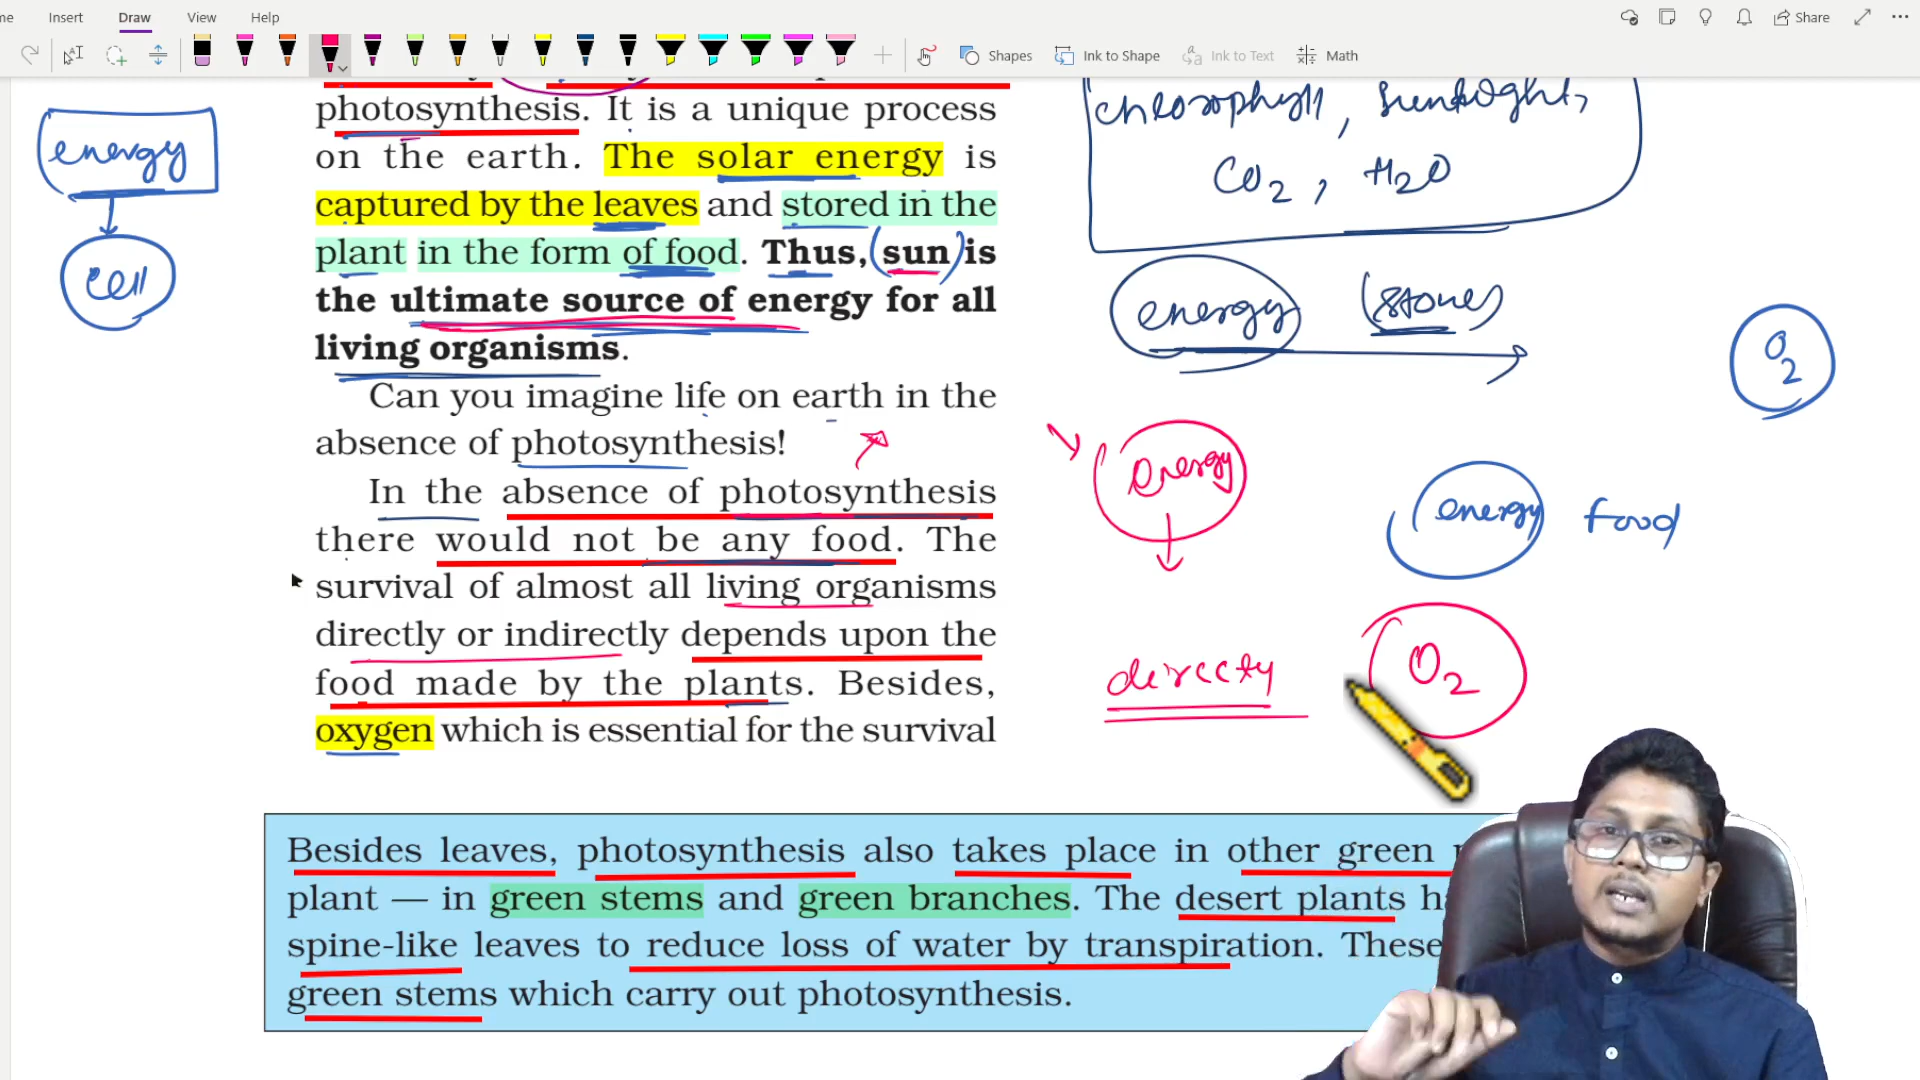 me Insert Draw View Help Share
Shapes Ink to Shape Ink to Text Math
photosynthesis. It is a unique process
on the earth. The solar energy is
captured by the leaves and stored in the
plant in the form of food. Thus, (sun) is
the ultimate source of energy for all
living organisms.
Can you imagine life on earth in the
absence of photosynthesis!
In the absence of photosynthesis
there would not be any food. The
survival of almost all living organisms
directly or indirectly depends upon the
food made by the plants. Besides,
oxygen which is essential for the survival
Besides leaves, photosynthesis also takes place in other green
plant — in green stems and green branches. The desert plants
spine-like leaves to reduce loss of water by transpiration. These
green stems which carry out photosynthesis.
energy
cell
chlorophyll, sunlight,
CO2, H2O
energy (stones)
O2
energy
energy food
directy
O2